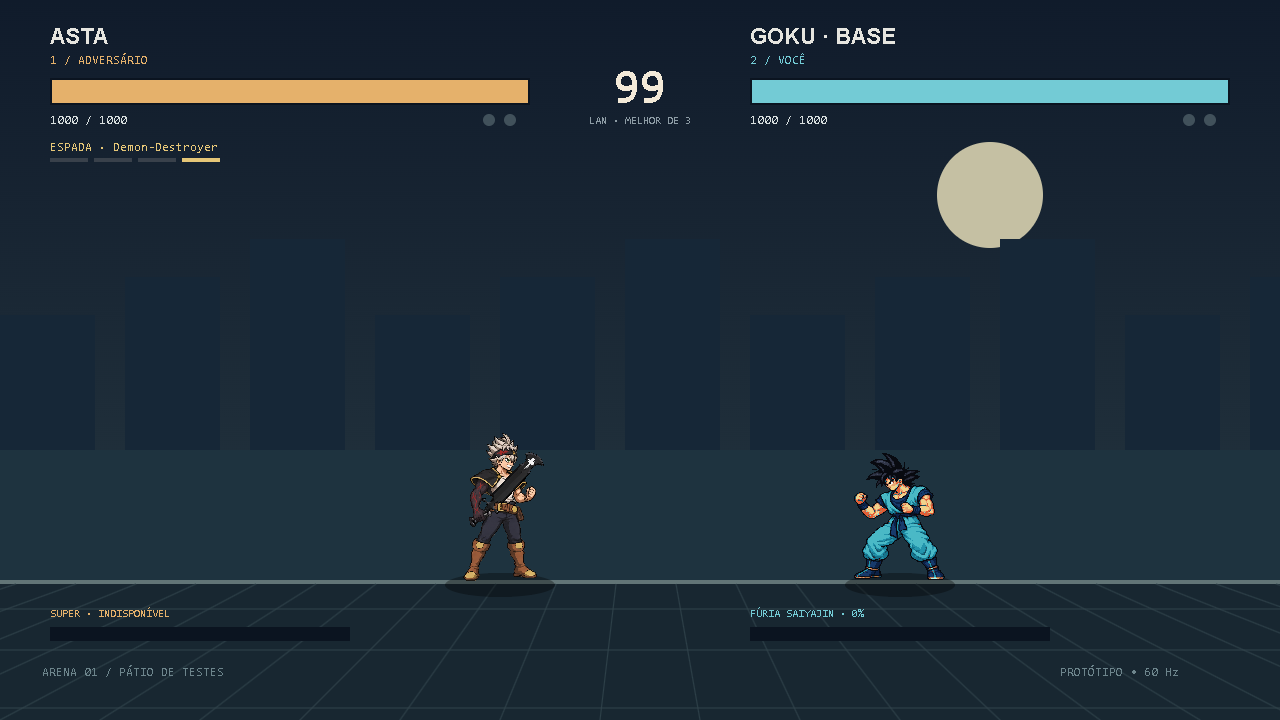 ASTA
1 / ADVERSÁRIO
1000 / 1000
ESPADA · Demon-Destroyer
99
LAN · MELHOR DE 3
GOKU · BASE
2 / VOCÊ
1000 / 1000
SUPER · INDISPONÍVEL
FÚRIA SAIYAJIN · 0%
ARENA 01 / PÁTIO DE TESTES
PROTÓTIPO • 60 Hz